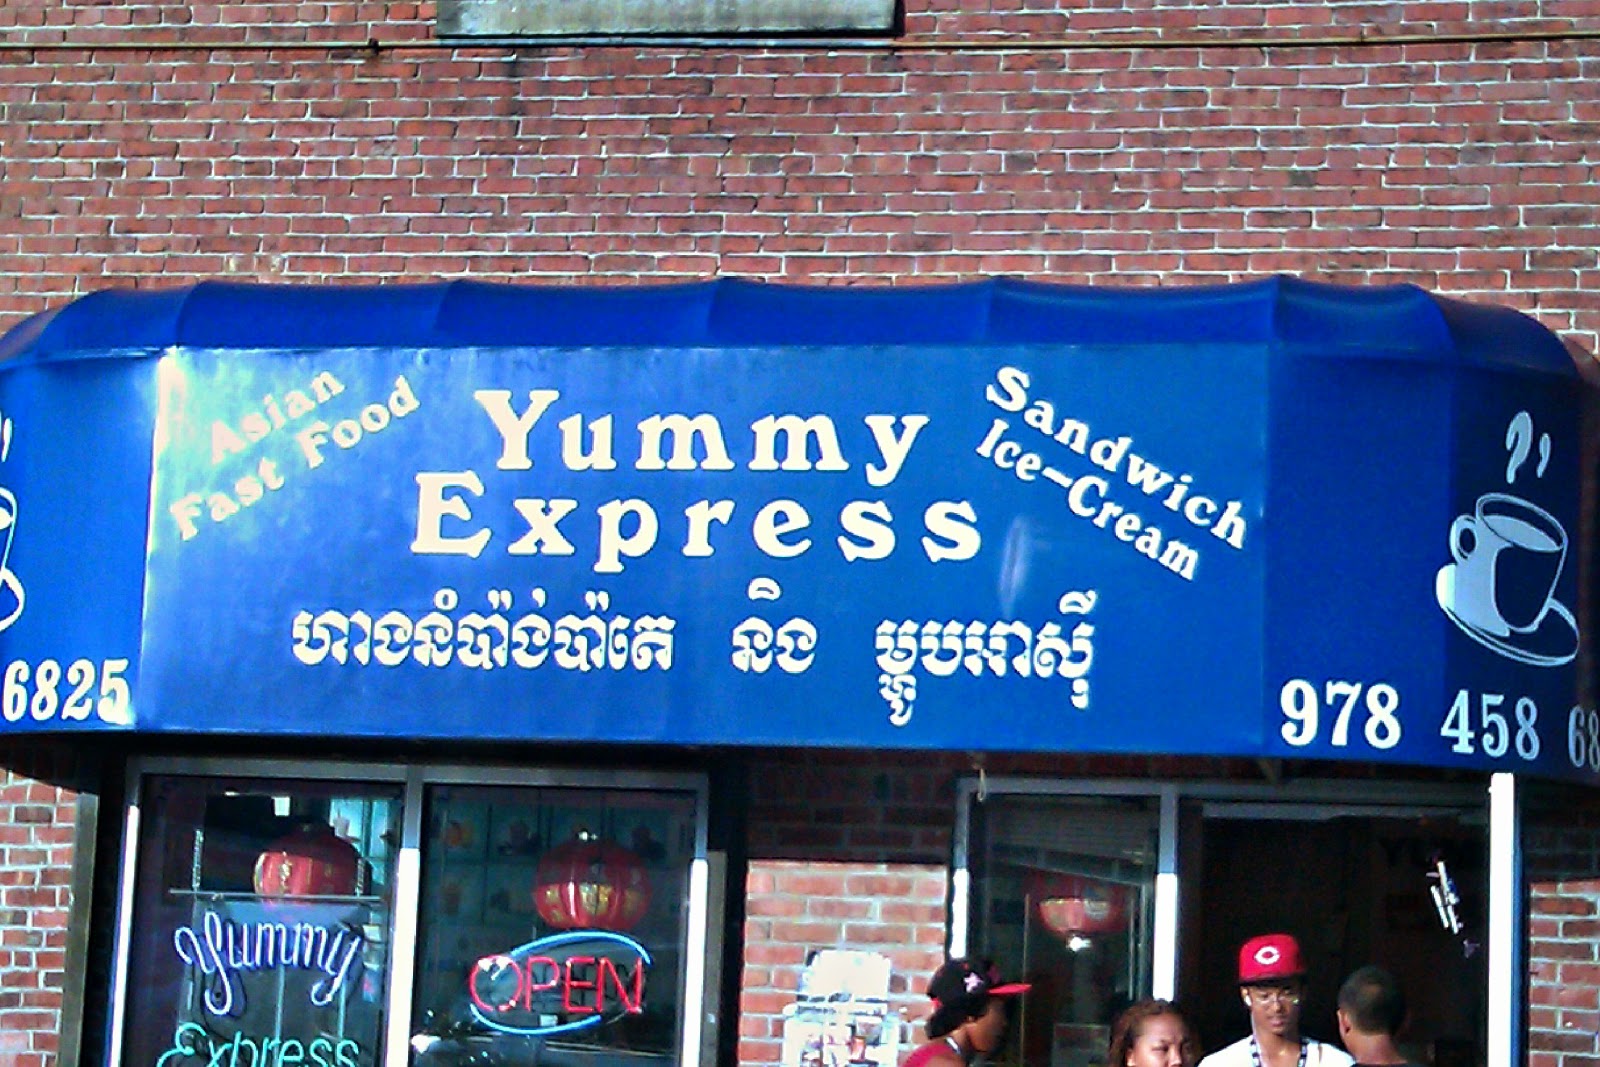 Asian
Fast Food
Yummy
Express
Sandwich
Ice-Cream
ហាងនំប៉ាង់ប៉ាតេ និង ម្ហូបអាស៊ី
6825
978 458 68
Yummy
Express
OPEN
C